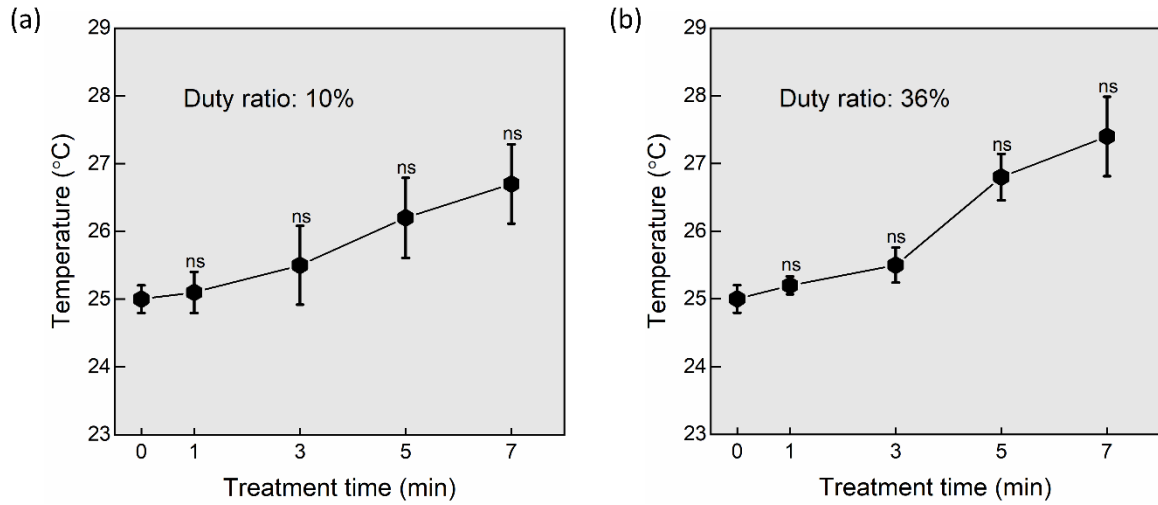 (a)
29
28
27
26
25
24
23
Temperature (°C)
Duty ratio: 10%
ns
ns
ns
ns
0 1 3 5 7
Treatment time (min)
(b)
29
28
27
26
25
24
23
Temperature (°C)
Duty ratio: 36%
ns
ns
ns
ns
0 1 3 5 7
Treatment time (min)